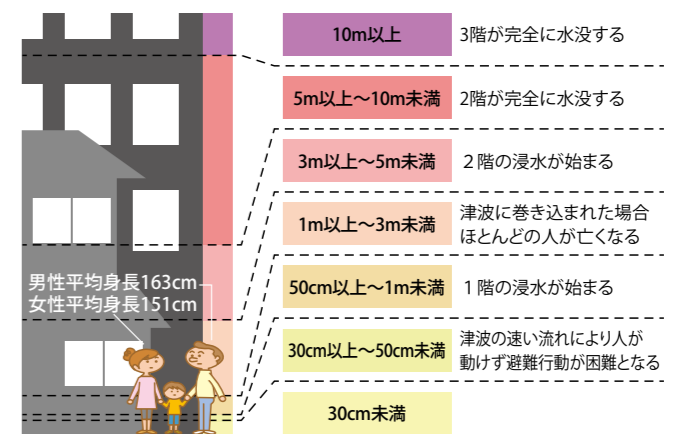 10m以上 3階が完全に水没する
5m以上～10m未満 2階が完全に水没する
3m以上～5m未満 ２階の浸水が始まる
1m以上～3m未満 津波に巻き込まれた場合
ほとんどの人が亡くなる
男性平均身長163cm
女性平均身長151cm
50cm以上～1m未満 １階の浸水が始まる
30cm以上～50cm未満 津波の速い流れにより人が
動けず避難行動が困難となる
30cm未満